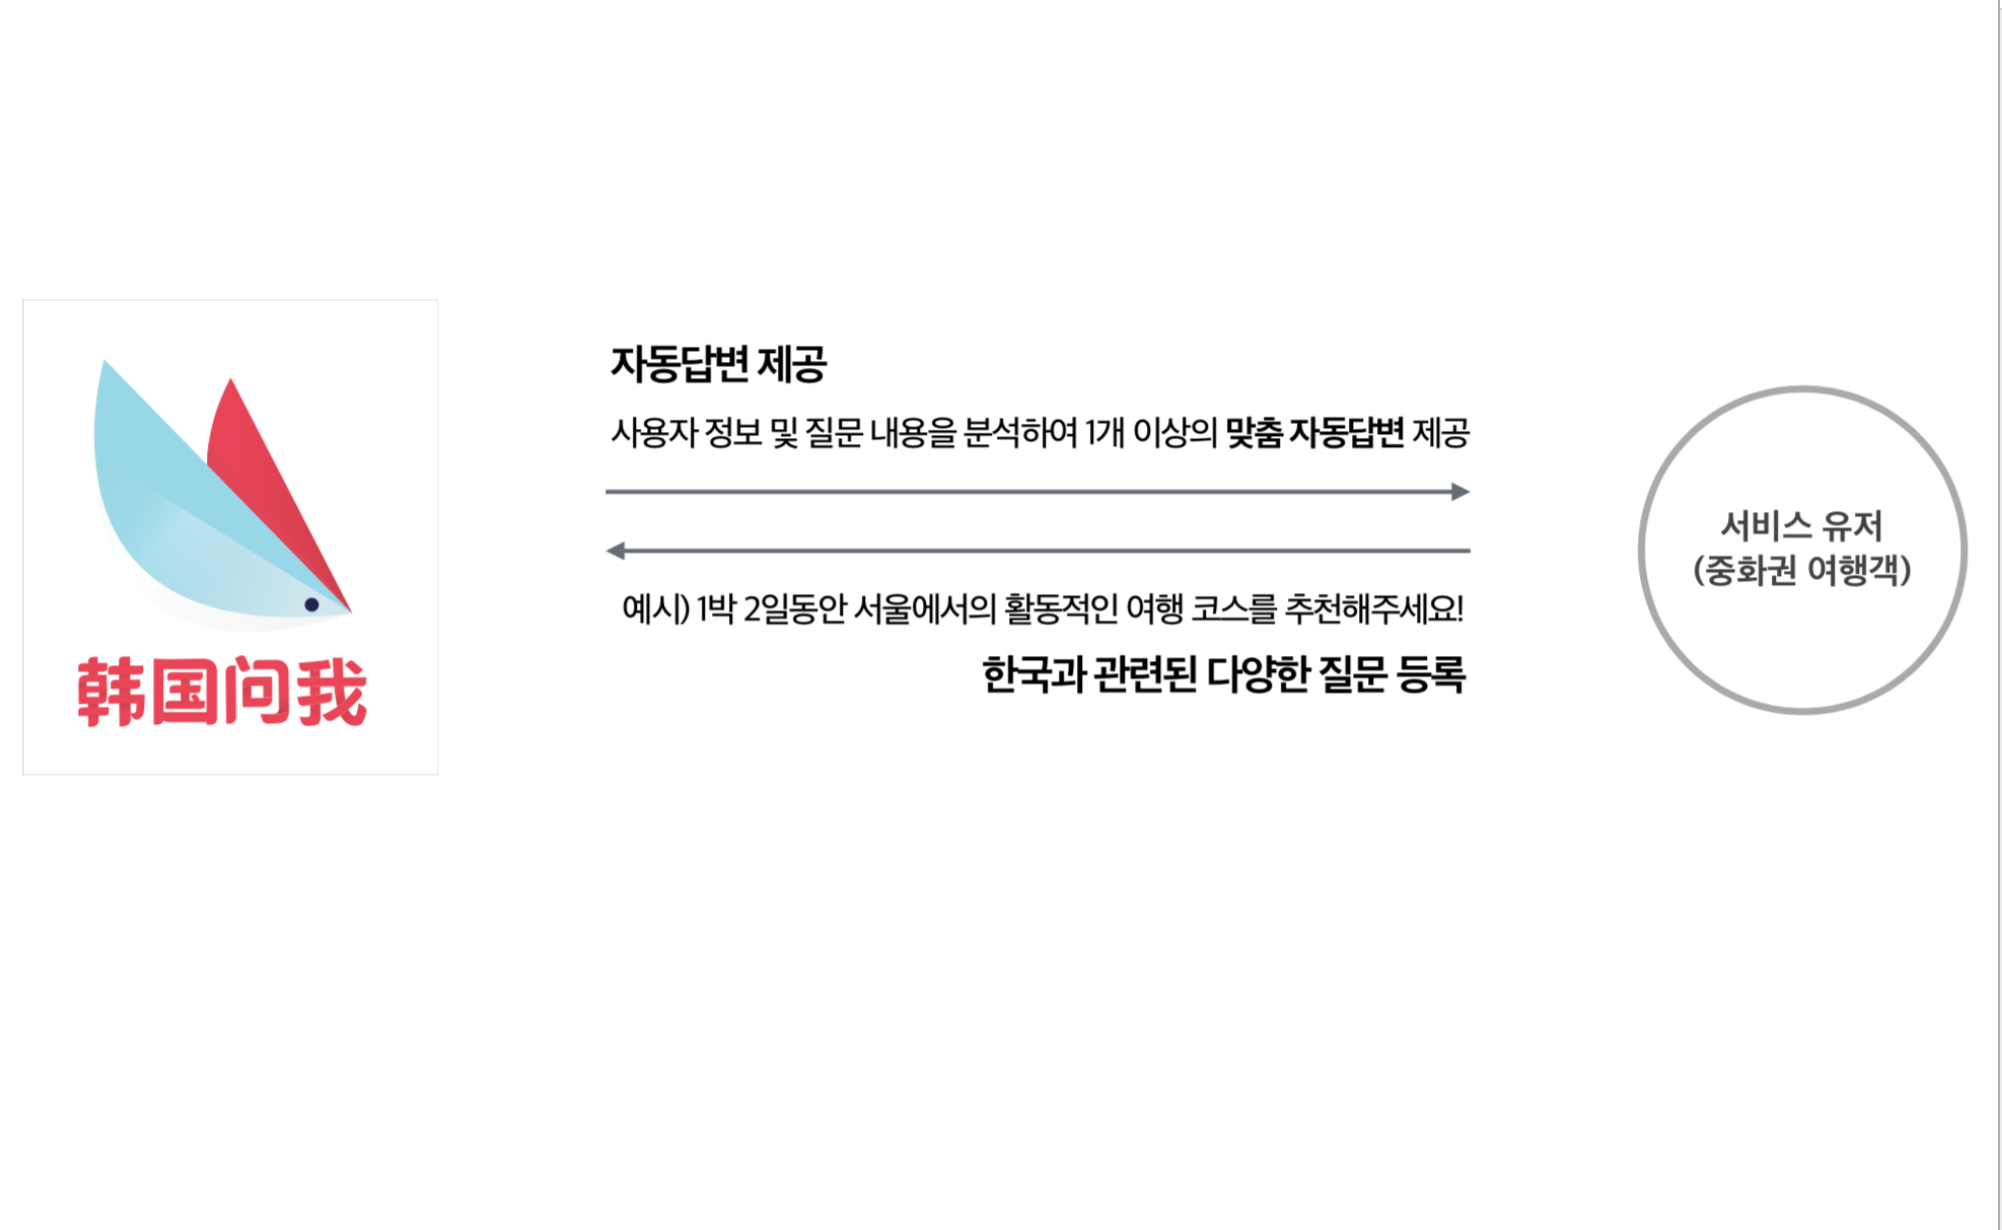 자동답변 제공
사용자 정보 및 질문 내용을 분석하여 1개 이상의 맞춤 자동답변 제공
예시) 1박 2일동안 서울에서의 활동적인 여행 코스를 추천해주세요!
한국과 관련된 다양한 질문 등록
韩国问我
서비스 유저
(중화권 여행객)